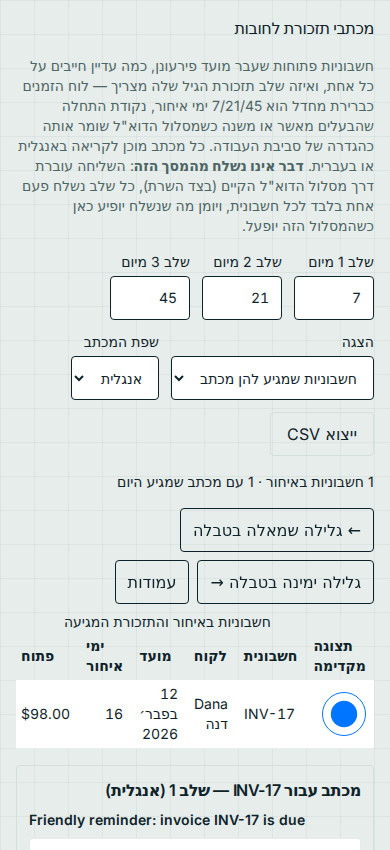 מכתבי תזכורת לחובות
חשבוניות פתוחות שעבר מועד פירעונן, כמה עדיין חייבים על
כל אחת, ואיזה שלב תזכורת הגיל שלה מצריך — לוח הזמנים
כברירת מחדל הוא 7/21/45 ימי איחור, נקודת התחלה
שהבעלים מאשר או משנה כשמסלול הדוא"ל שומר אותה
כהגדרה של סביבת העבודה. כל מכתב מוכן לקריאה באנגלית
או בעברית. דבר אינו נשלח מהמסך הזה: השליחה עוברת
דרך מסלול הדוא"ל הקיים (בצד השרת), כל שלב נשלח פעם
אחת בלבד לכל חשבונית, ויומן מה שנשלח יופיע כאן
כשהמסלול הזה יופעל.
שלב 1 מיום שלב 2 מיום שלב 3 מיום
7 21 45
הצגה שפת המכתב
חשבוניות שמגיע להן מכתב אנגלית
ייצוא CSV
1 חשבוניות באיחור · 1 עם מכתב שמגיע היום
← גלילה שמאלה בטבלה
גלילה ימינה בטבלה → עמודות
חשבוניות באיחור והתזכורת המגיעה
תצוגה מקדימה חשבונית לקוח מועד ימי איחור פתוח
INV-17 Dana דנה 12 בפבר׳ 2026 16 $98.00
מכתב עבור INV-17 — שלב 1 (אנגלית)
Friendly reminder: invoice INV-17 is due